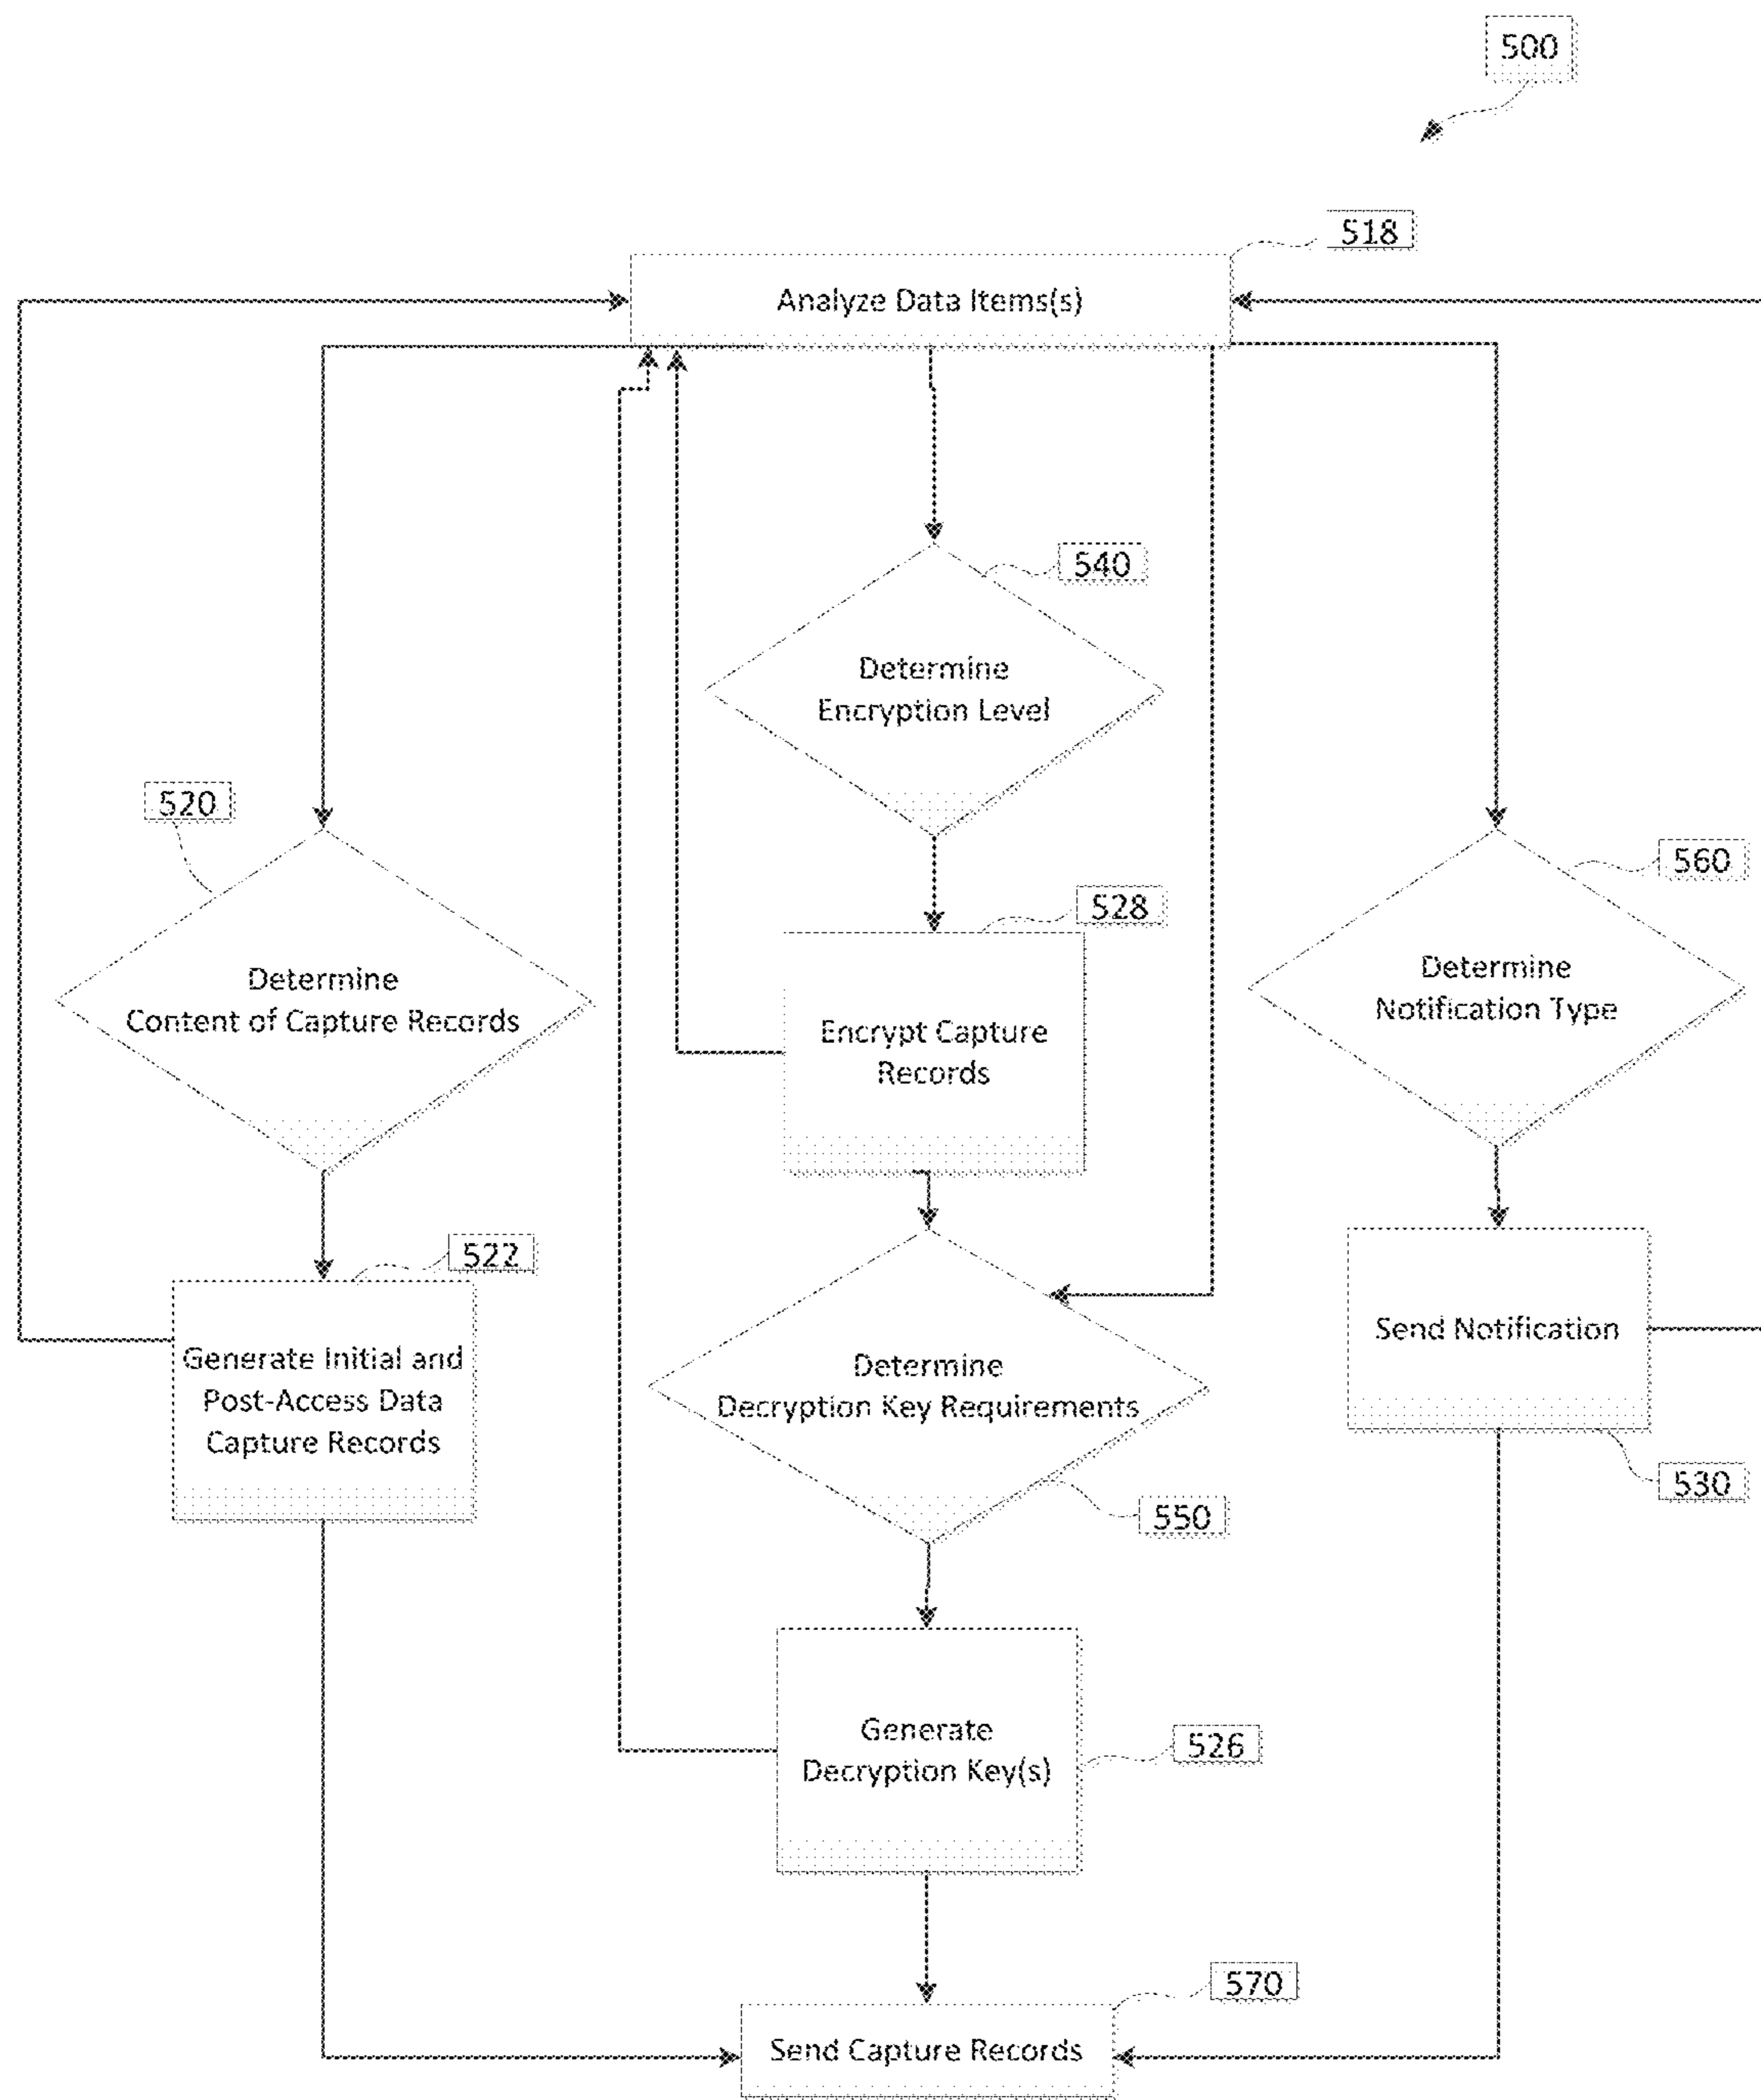 500
518
Analyze Data Items(s)
540
Determine
Encryption Level
520
560
528
Determine
Content of Capture Records
Determine
Notification Type
Encrypt Capture
Records
522
Generate Initial and
Post-Access Data
Capture Records
Send Notification
Determine
Decryption Key Requirements
530
550
Generate
Decryption Key(s)
526
570
Send Capture Records